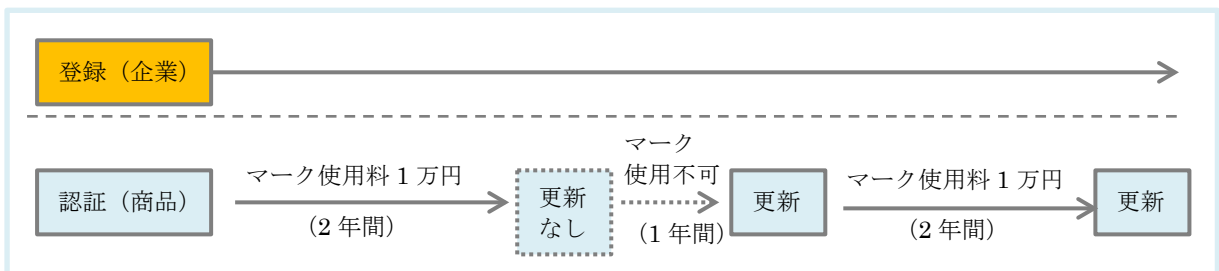 登録（企業）
認証（商品）
マーク使用料 1 万円
（2 年間）
更新
なし
マーク
使用不可
（1 年間）
更新
マーク使用料 1 万円
（2 年間）
更新